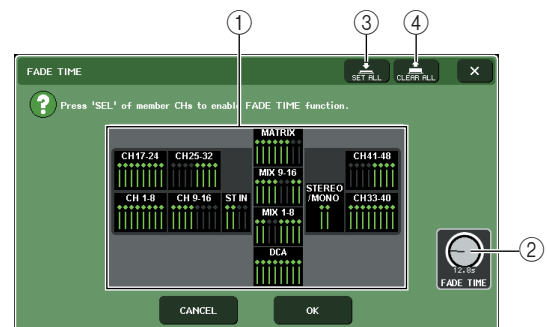 ① ③ ④
FADE TIME
SET ALL
CLEAR ALL
×
? Press 'SEL' of member CHs to enable FADE TIME function.
MATRIX
CH17-24 CH25-32 CH41-48
MIX 9-16
CH 1-8 CH 9-16 ST IN
STEREO
/MONO
CH33-40
MIX 1-8
DCA
②
12.8s
FADE TIME
CANCEL OK